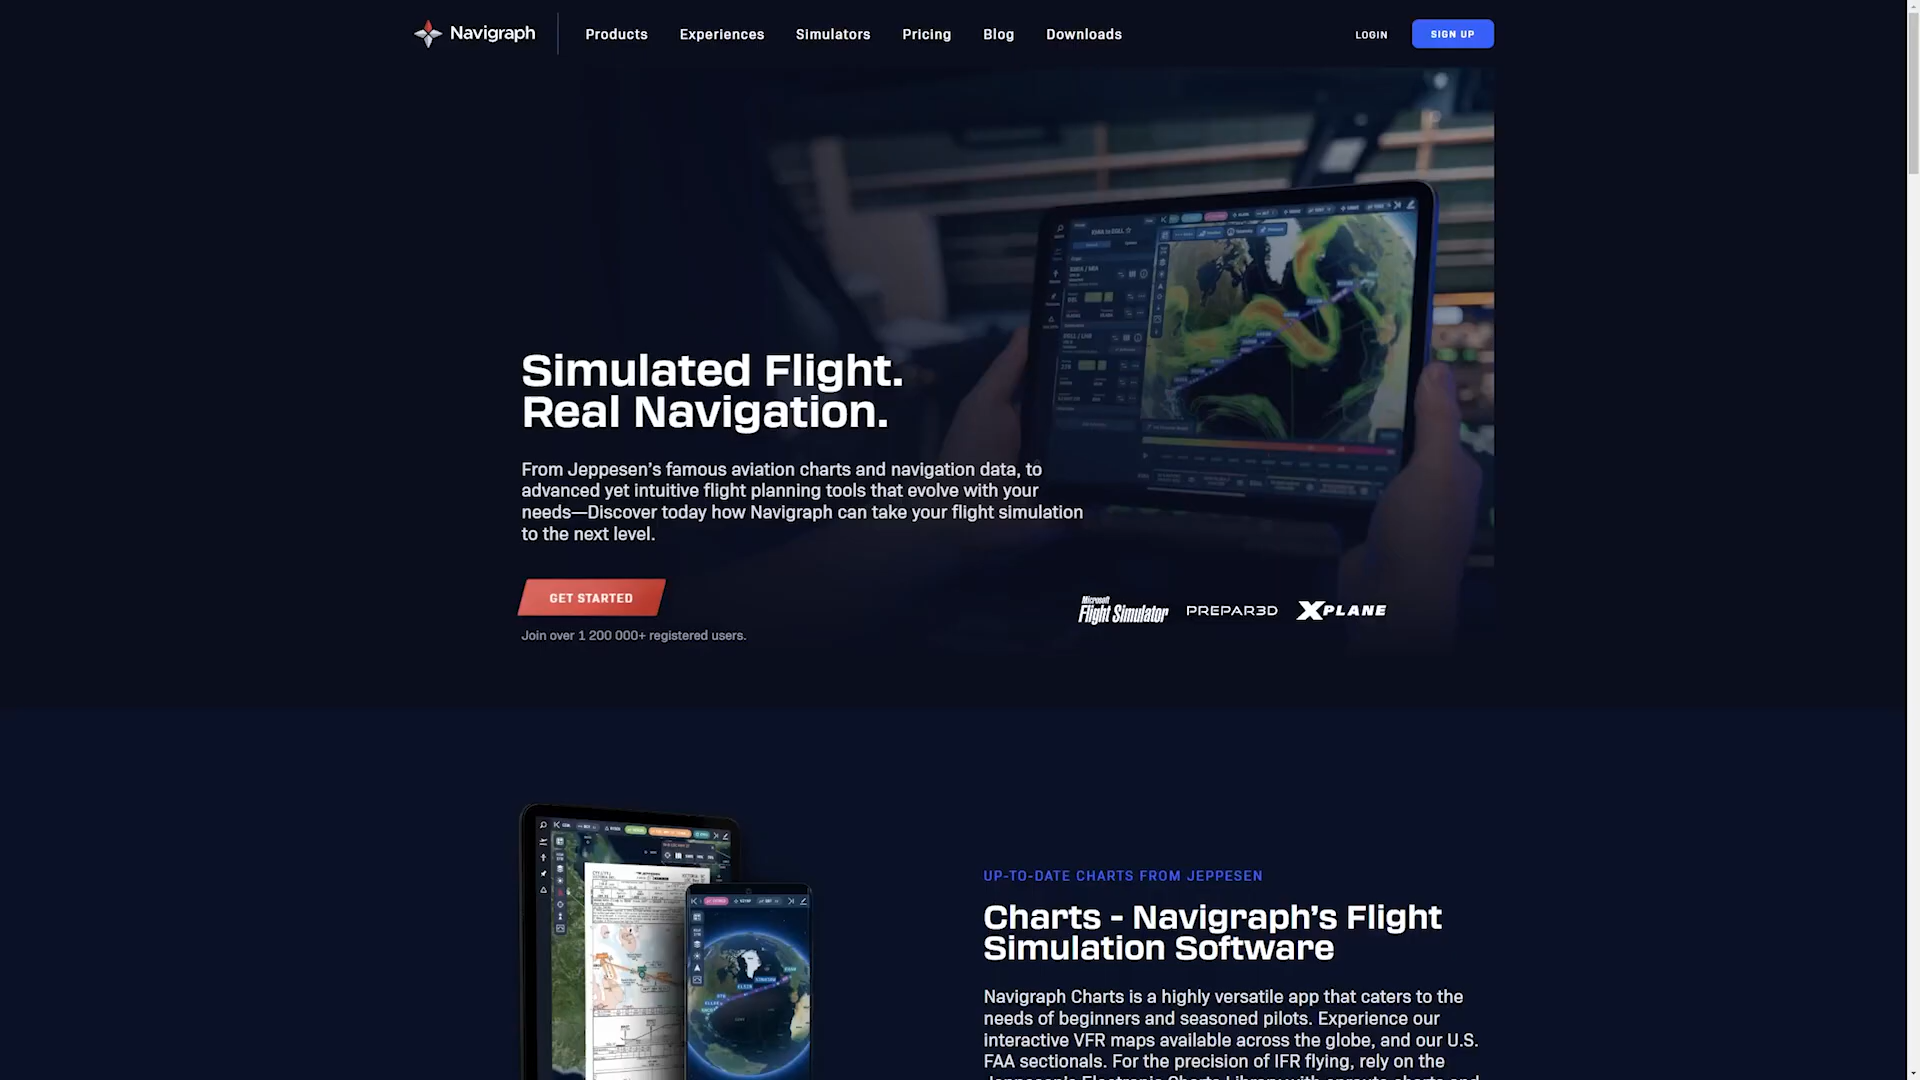 Navigraph
Products
Experiences
Simulators
Pricing
Blog
Downloads
LOGIN
SIGN UP
Simulated Flight.
Real Navigation.
From Jeppesen's famous aviation charts and navigation data, to
advanced yet intuitive flight planning tools that evolve with your
needs—Discover today how Navigraph can take your flight simulation
to the next level.
GET STARTED
Join over 1 200 000+ registered users.
Microsoft
Flight Simulator
PREPAR3D
XPLANE
UP-TO-DATE CHARTS FROM JEPPESEN
Charts - Navigraph's Flight
Simulation Software
Navigraph Charts is a highly versatile app that caters to the
needs of beginners and seasoned pilots. Experience our
interactive VFR maps available across the globe, and our U.S.
FAA sectionals. For the precision of IFR flying, rely on the